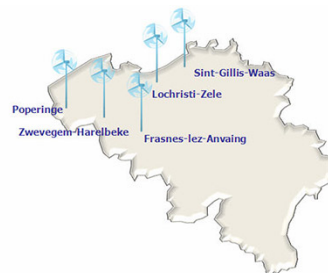 Sint-Gillis-Waas
Lochristi-Zele
Poperinge
Zwevegem-Harelbeke
Frasnes-lez-Anvaing